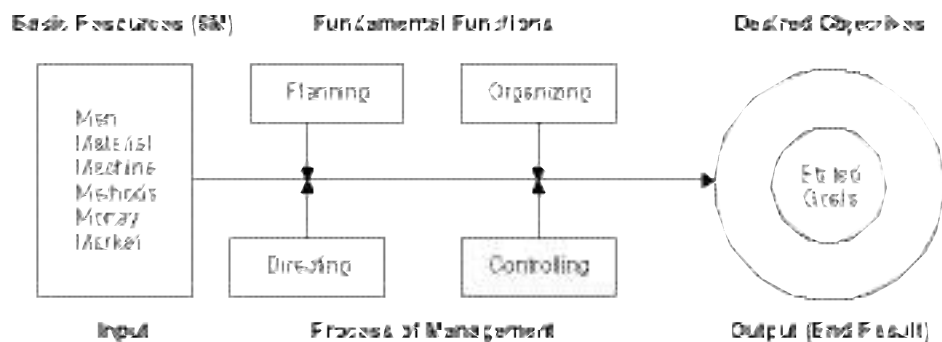 Basic Resources (6M)
Fundamental Functions
Desired Objectives
Men
Material
Machine
Methods
Money
Market
Planning
Organizing
Directing
Controlling
Stated
Goals
Input
Process of Management
Output (End Result)